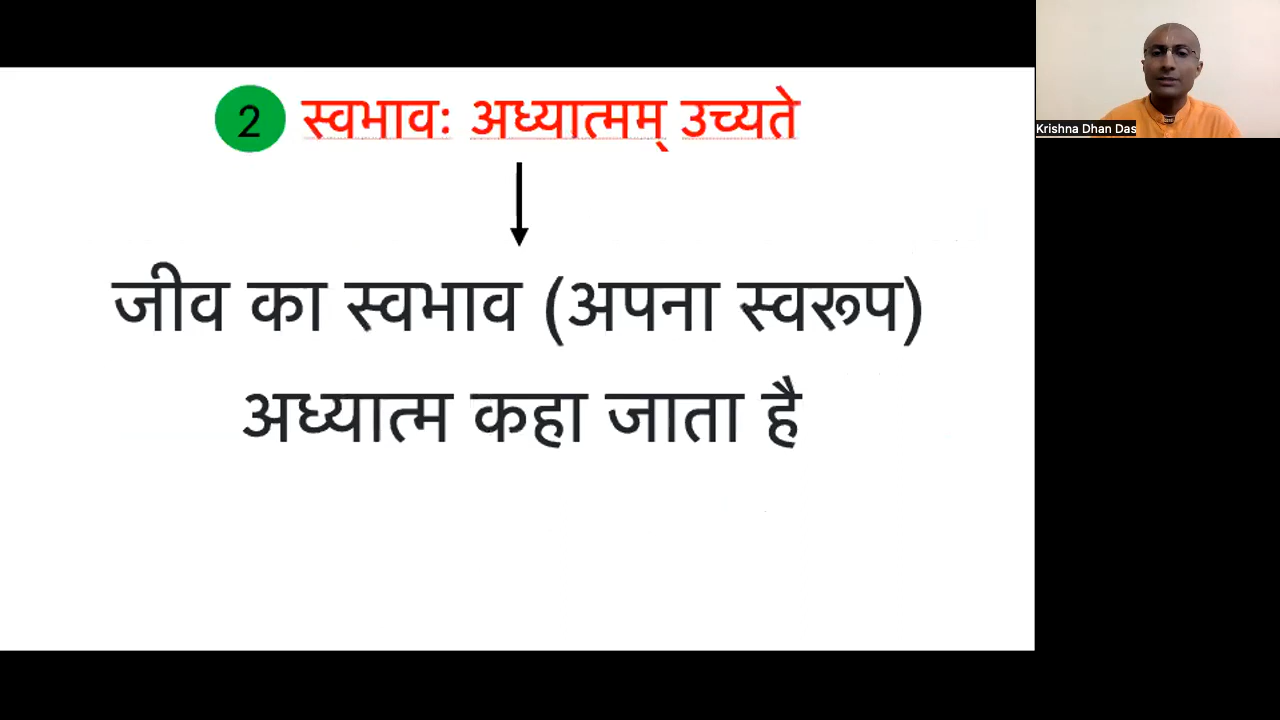 2 स्वभावः अध्यात्मम् उच्यते
जीव का स्वभाव (अपना स्वरूप)
अध्यात्म कहा जाता है
Krishna Dhan Das